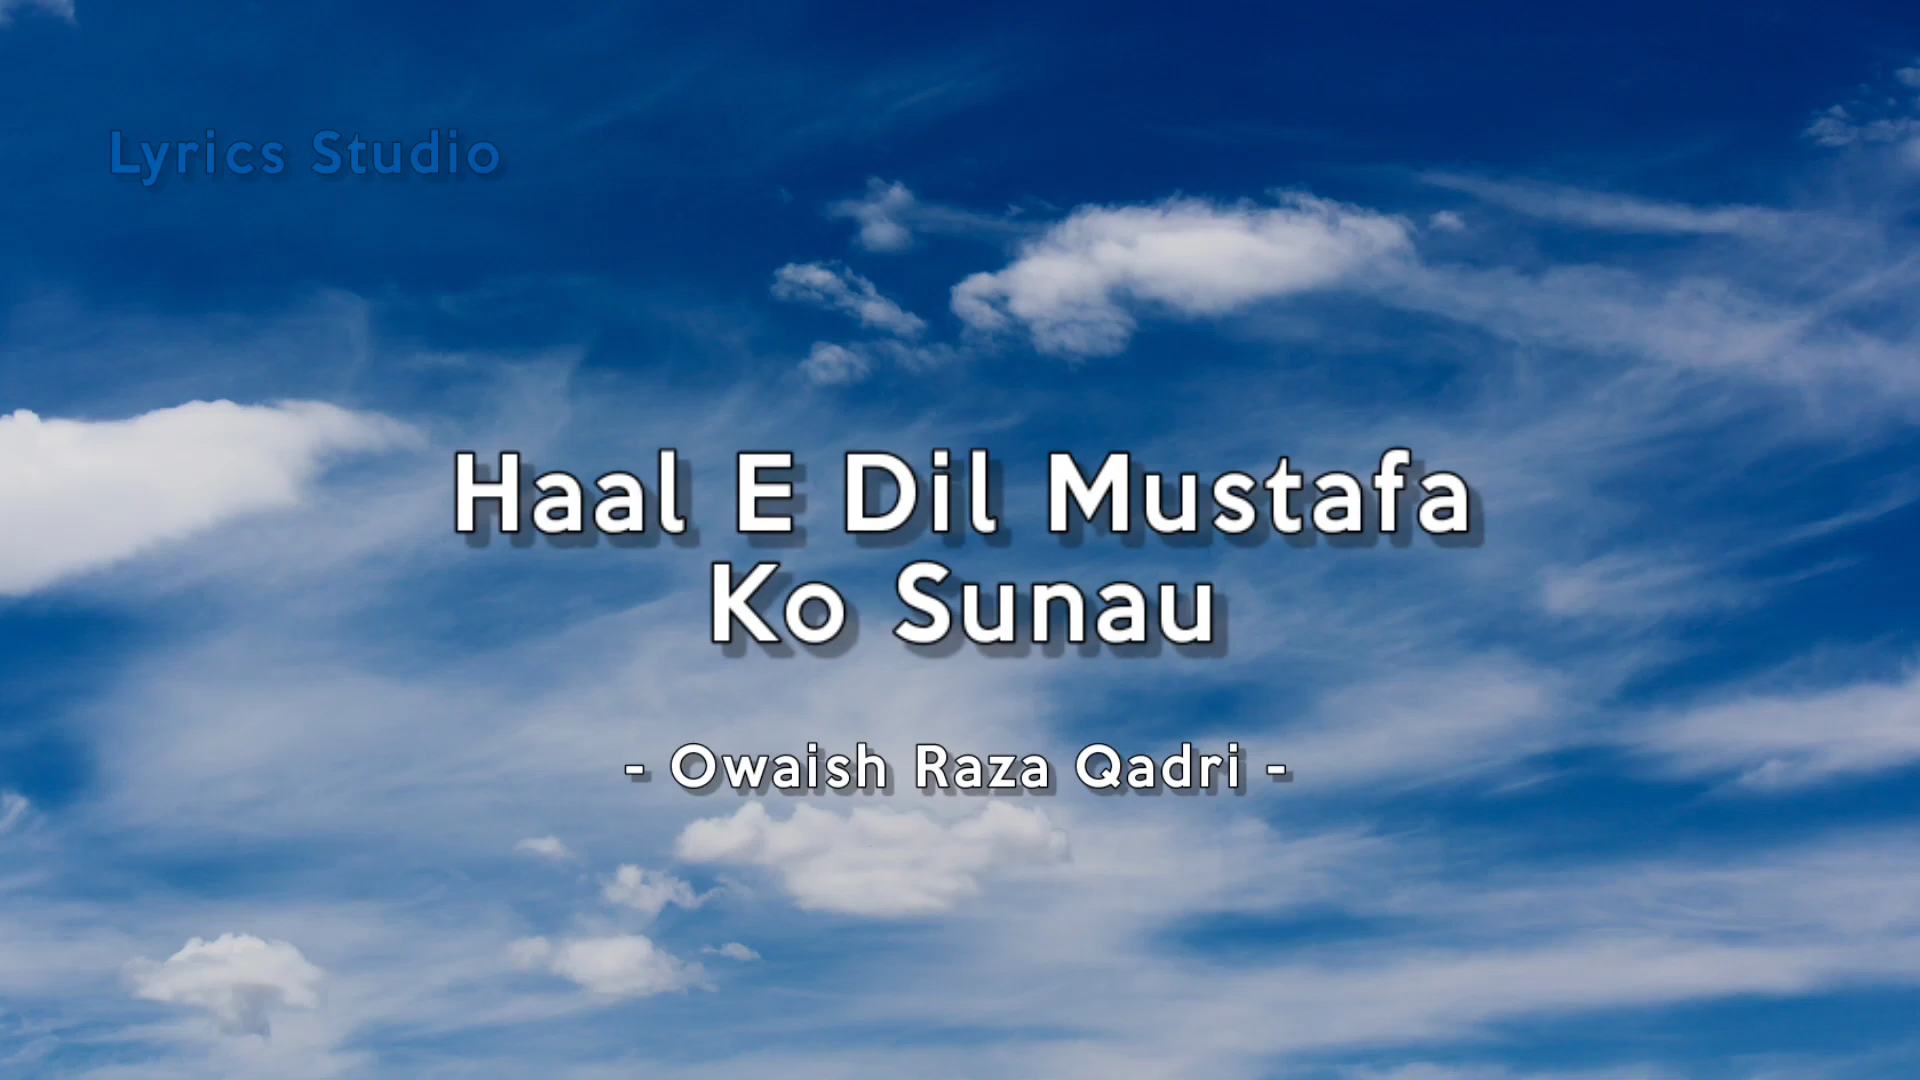 Lyrics Studio
Haal E Dil Mustafa
Ko Sunau
- Owaish Raza Qadri -